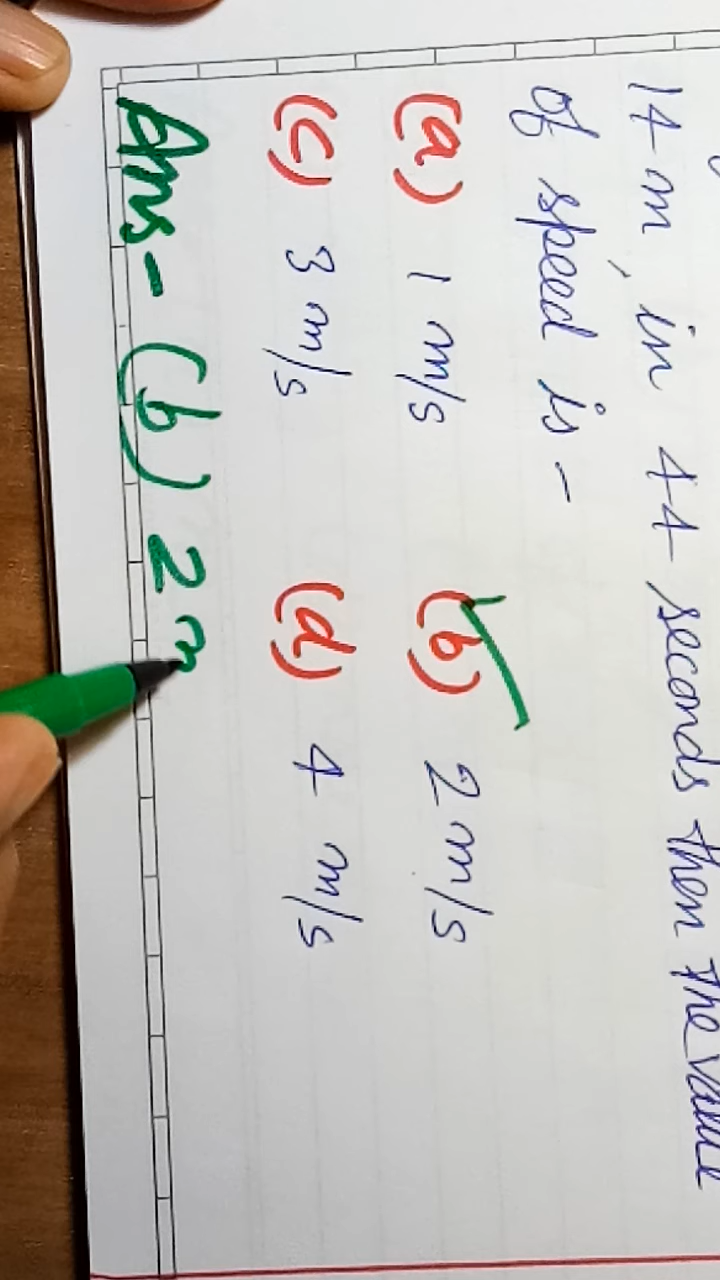 14 m, in 44 seconds then the value
of speed is -
(a) 1 m/s (b) 2 m/s
(c) 3 m/s (d) 4 m/s
Ans - (b) 2 m